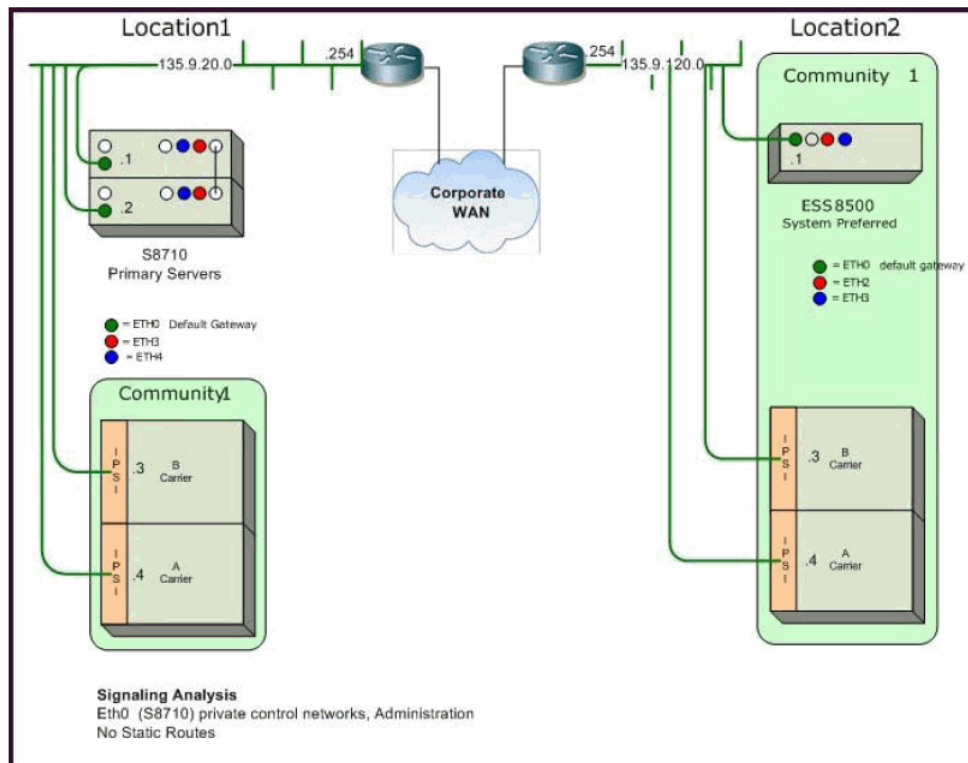 Location1
Location2
.254
.254
135.9.20.0
135.9.120.0
Community 1
.1
.2
.1
Corporate
WAN
ESS8500
System Preferred
S8710
Primary Servers
= ETH0 default gateway
= ETH2
= ETH3
= ETH0 Default Gateway
= ETH3
= ETH4
Community1
I
P
S
I
.3
B
Carrier
I
P
S
I
.4
A
Carrier
I
P
S
I
.3
B
Carrier
I
P
S
I
.4
A
Carrier
Signaling Analysis
Eth0 (S8710) private control networks, Administration
No Static Routes